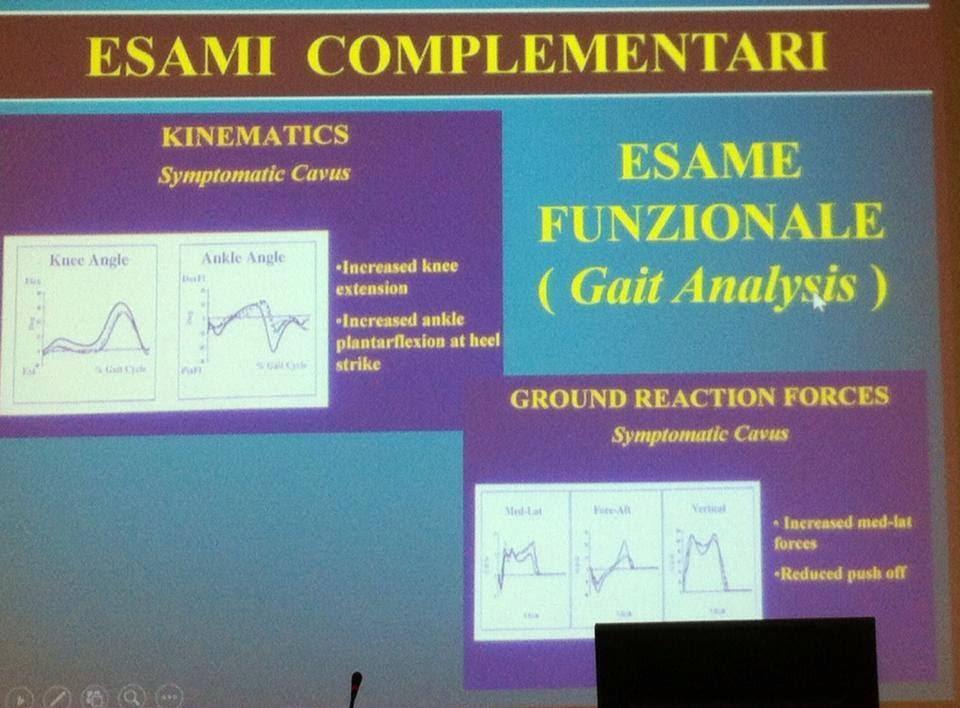 ESAMI COMPLEMENTARI
KINEMATICS
Symptomatic Cavus
Knee Angle
Flex
Deg
Ext
% Gait Cycle
Ankle Angle
DorFl
Deg
PlaFl
% Gait Cycle
•Increased knee
extension
•Increased ankle
plantarflexion at heel
strike
ESAME
FUNZIONALE
( Gait Analysis )
GROUND REACTION FORCES
Symptomatic Cavus
Med-Lat
Fore-Aft
Vertical
• Increased med-lat
forces
•Reduced push off